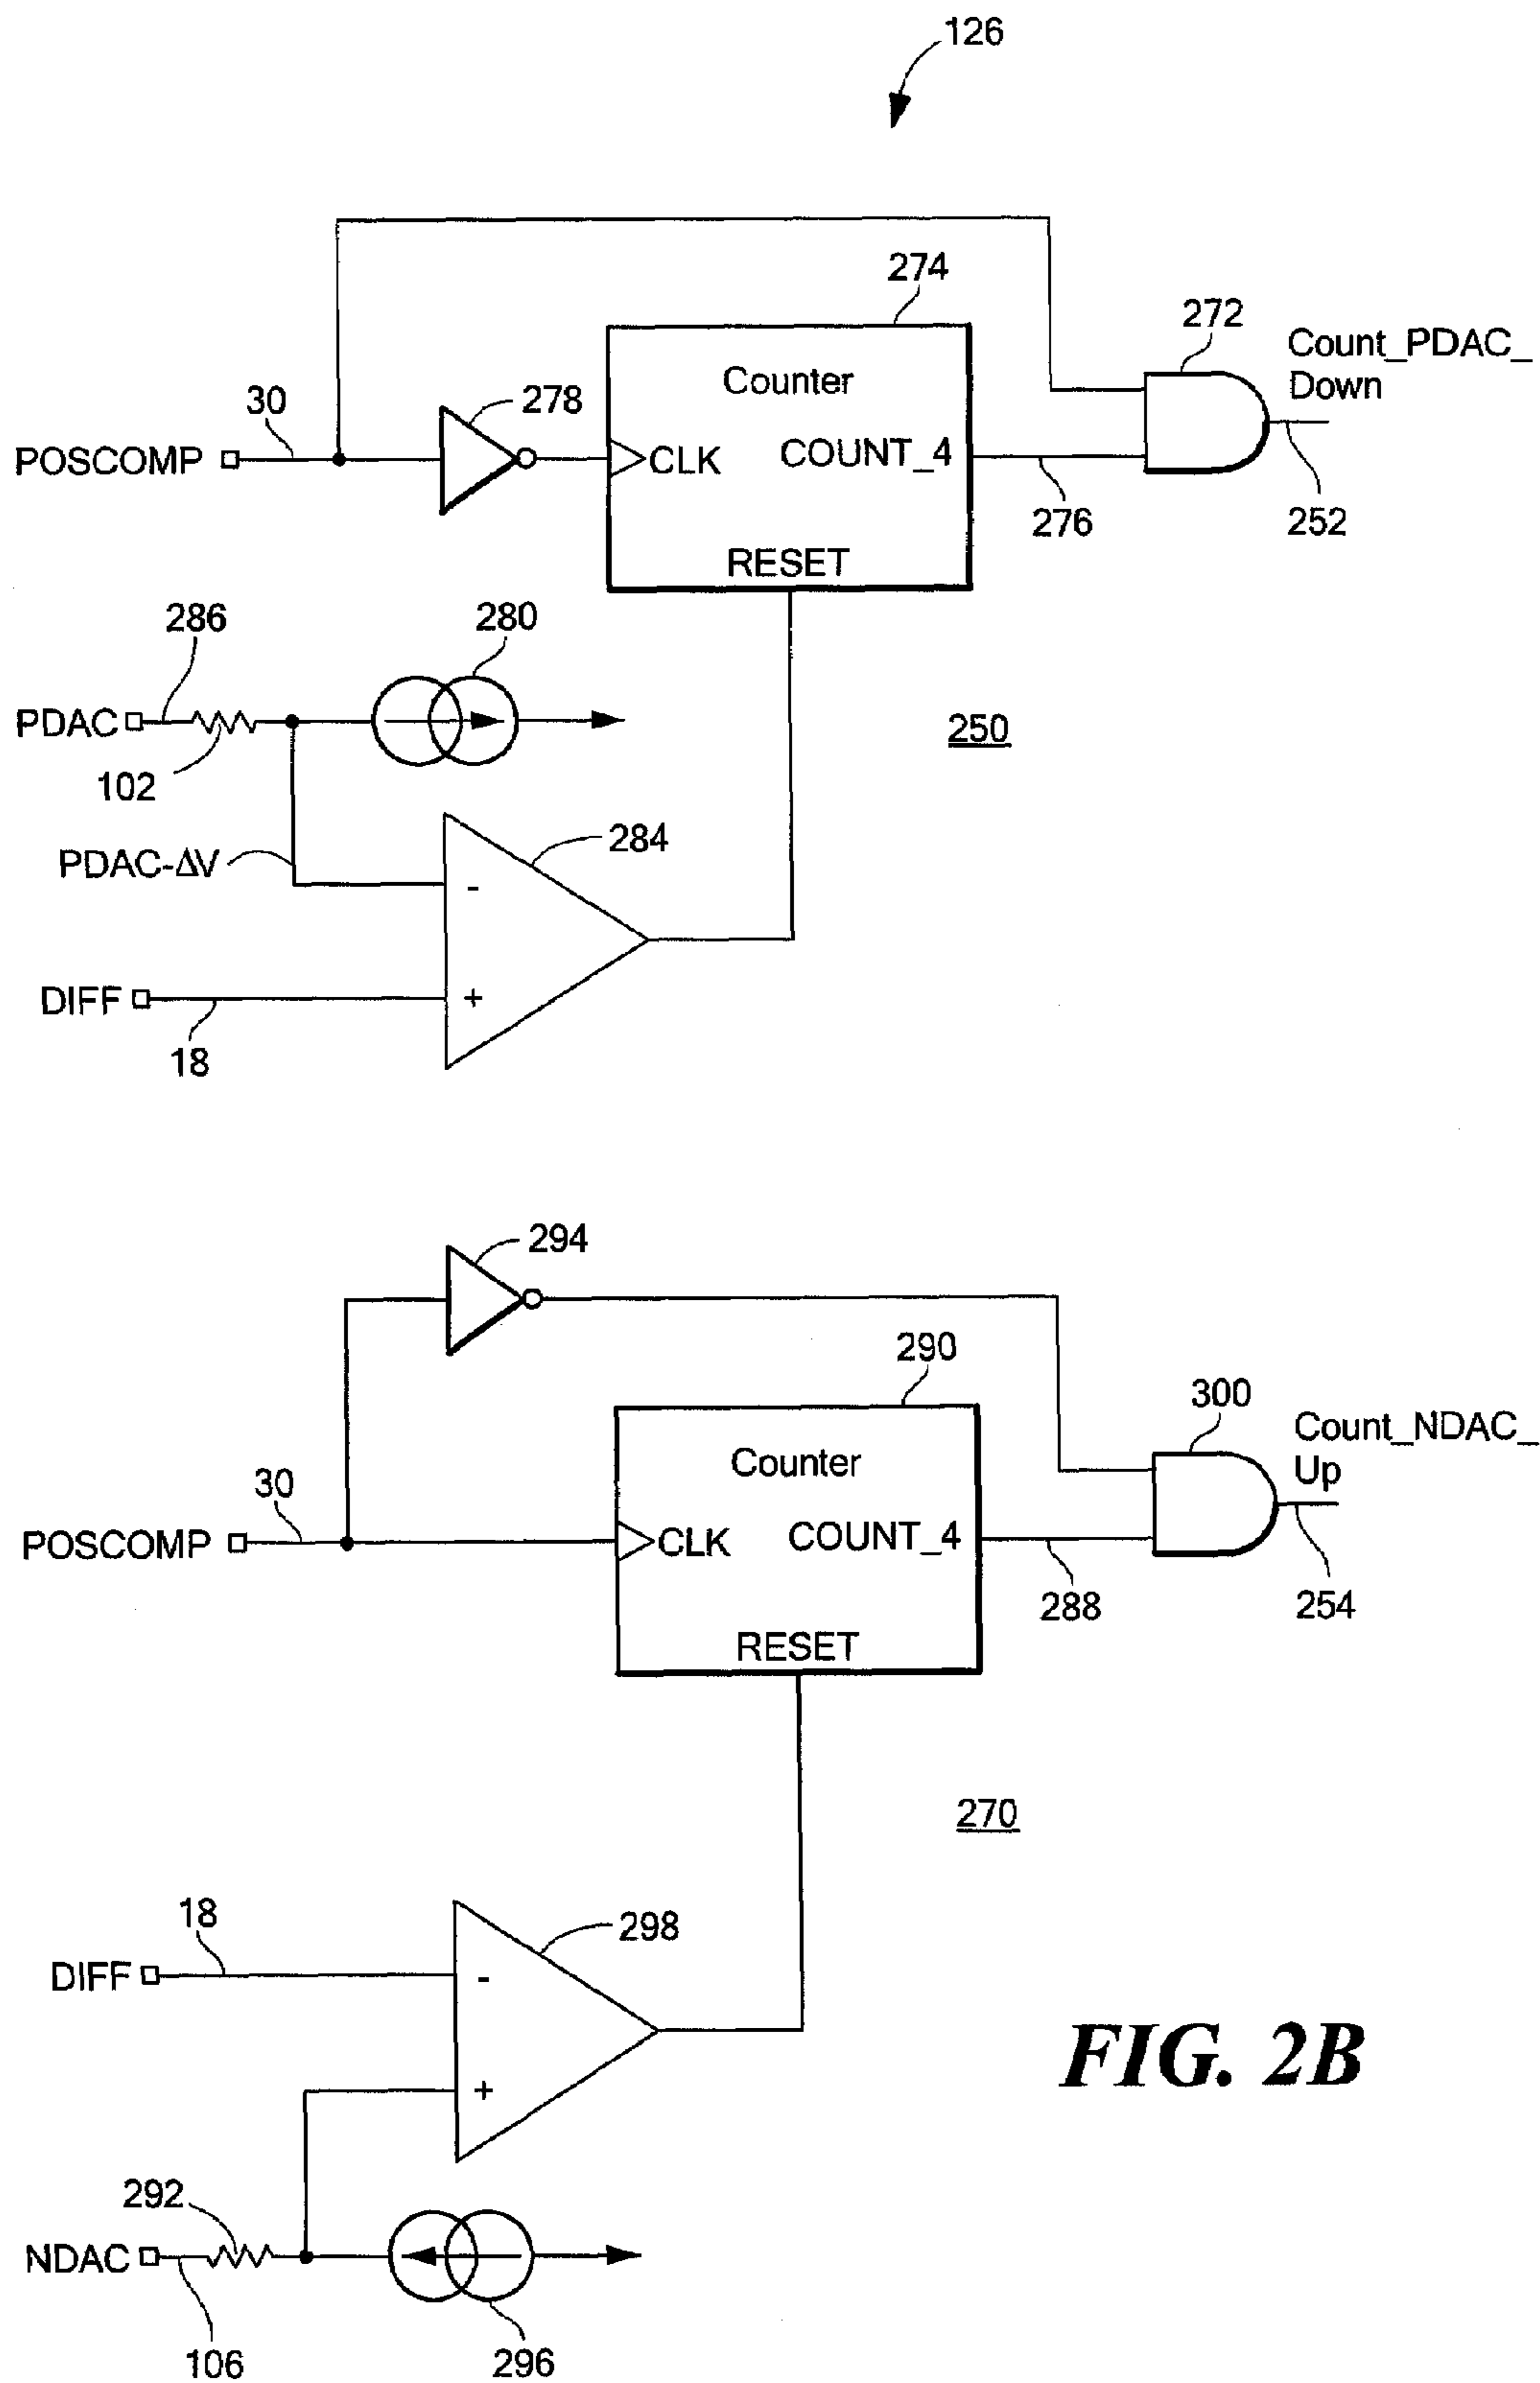 126
274
272
Count_PDAC_
Down
Counter
30
278
POSCOMP
CLK
COUNT_4
276
252
RESET
286
280
PDAC
250
102
284
PDAC-ΔV
-
DIFF
+
18
294
290
300
Count_NDAC_
Up
Counter
30
POSCOMP
CLK
COUNT_4
288
254
RESET
270
18
298
DIFF
-
FIG. 2B
+
292
NDAC
106
296